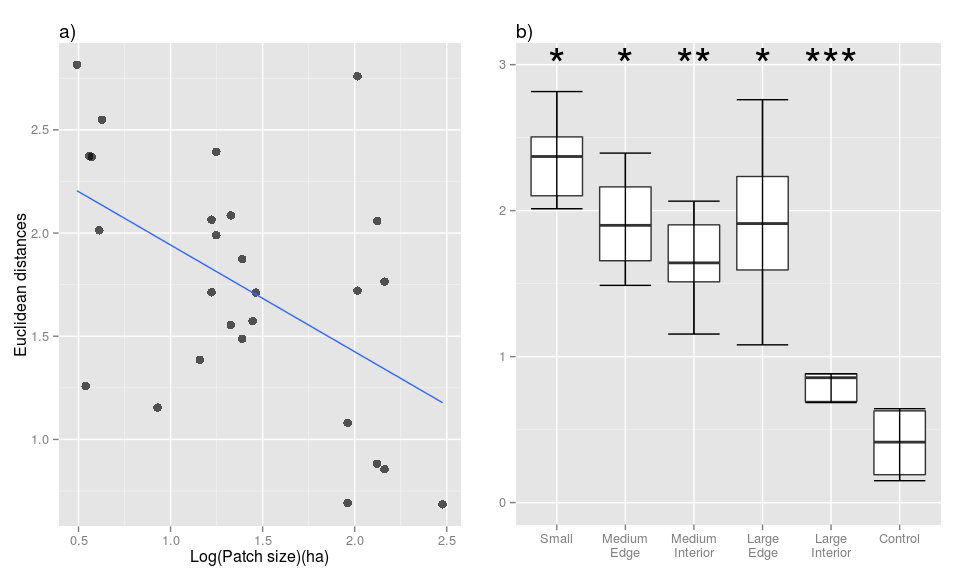 a)
Euclidean distances
2.5
2.0
1.5
1.0
0.5 1.0 1.5 2.0 2.5
Log(Patch size)(ha)
b)
* * ** * ***
3
2
1
0
Small Medium Medium Large Large Control
Edge Interior Edge Interior